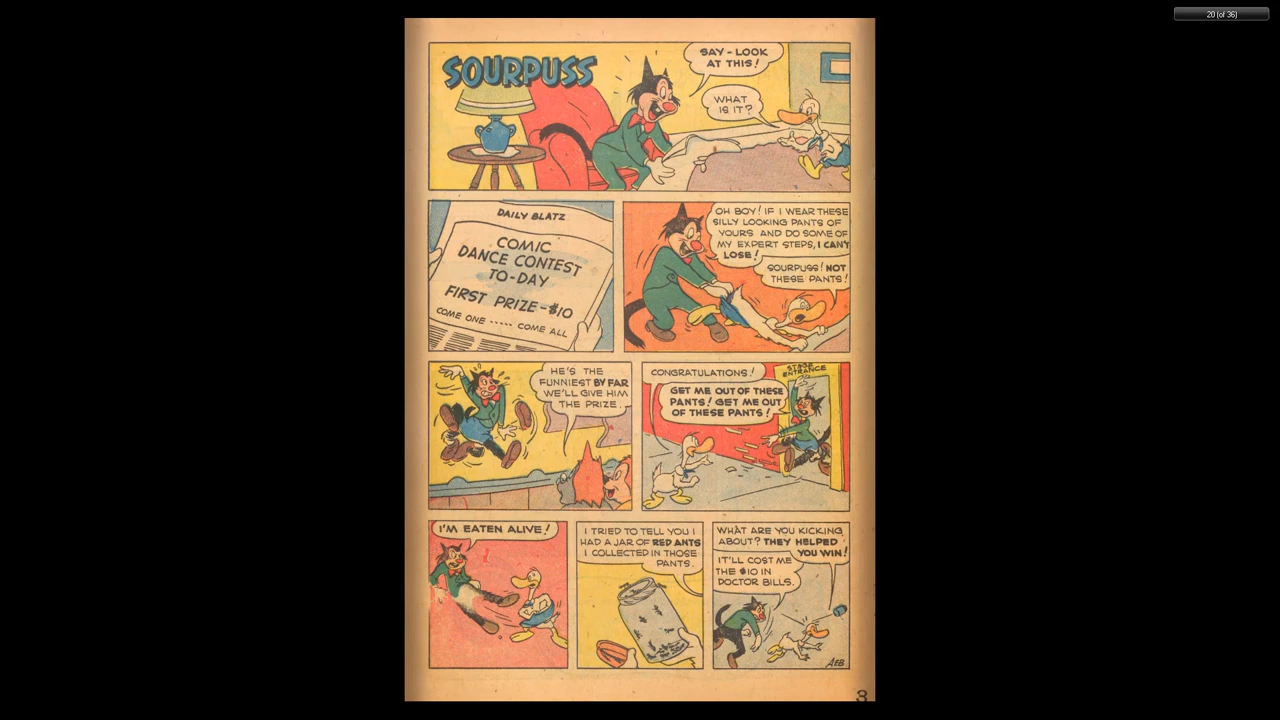 20 (of 36)
SOURPUSS
SAY - LOOK
AT THIS!
WHAT
IS IT?
DAILY BLATZ
COMIC
DANCE CONTEST
TO-DAY
FIRST PRIZE-$10
COME ONE ----- COME ALL
OH BOY! IF I WEAR THESE
SILLY LOOKING PANTS OF
YOURS AND DO SOME OF
MY EXPERT STEPS, I CAN'T
LOSE!
SOURPUSS! NOT
THESE PANTS!
HE'S THE
FUNNIEST BY FAR
WE'LL GIVE HIM
THE PRIZE.
CONGRATULATIONS!
STAGE
ENTRANCE
GET ME OUT OF THESE
PANTS! GET ME OUT
OF THESE PANTS!
I'M EATEN ALIVE!
I TRIED TO TELL YOU I
HAD A JAR OF RED ANTS
I COLLECTED IN THOSE
PANTS.
WHAT ARE YOU KICKING
ABOUT? THEY HELPED
YOU WIN!
IT'LL COST ME
THE $10 IN
DOCTOR BILLS.
AEB
3